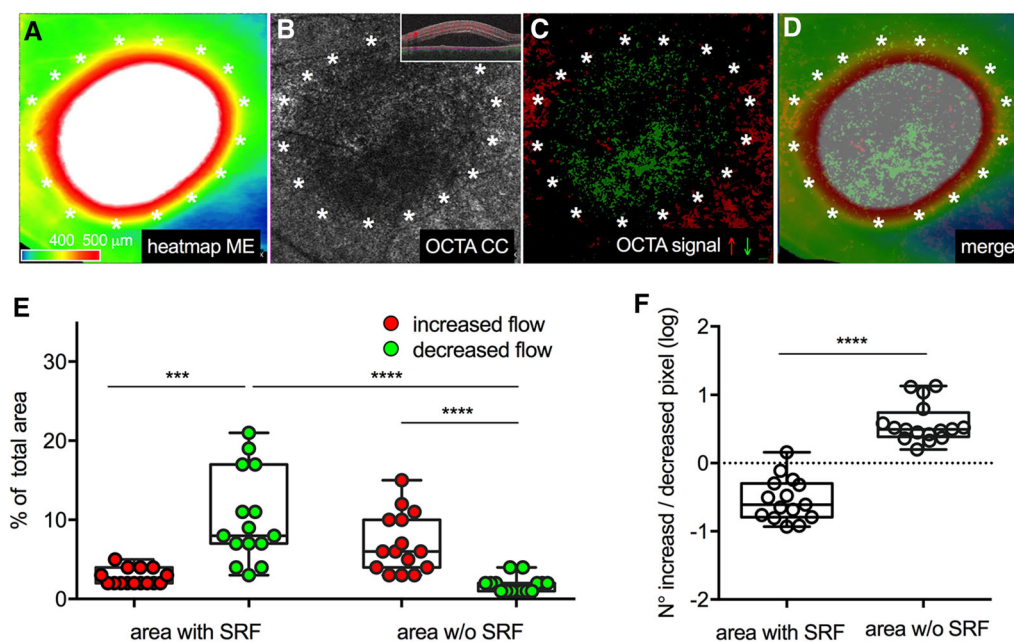 A
B
C
D
400 500 µm
heatmap ME
OCTA CC
OCTA signal ↑ ↓
merge
E
increased flow
decreased flow
% of total area
30
20
10
0
***
****
****
area with SRF
area w/o SRF
F
N° increasd / decreased pixel (log)
2
1
0
-1
-2
****
area with SRF
area w/o SRF